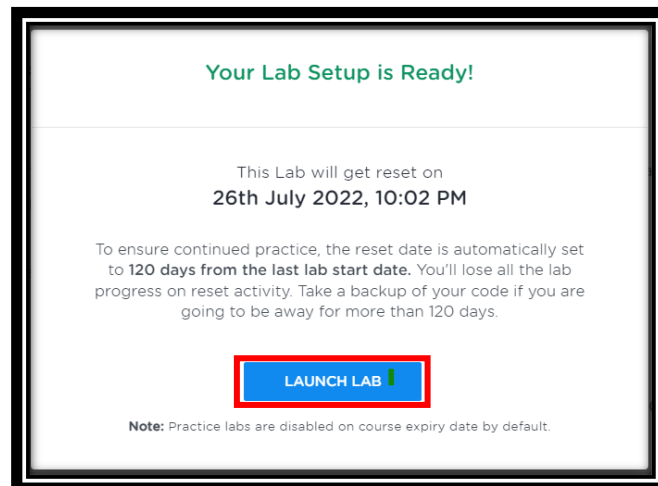 Your Lab Setup is Ready!
This Lab will get reset on
26th July 2022, 10:02 PM
To ensure continued practice, the reset date is automatically set
to 120 days from the last lab start date. You'll lose all the lab
progress on reset activity. Take a backup of your code if you are
going to be away for more than 120 days.
LAUNCH LAB
Note: Practice labs are disabled on course expiry date by default.